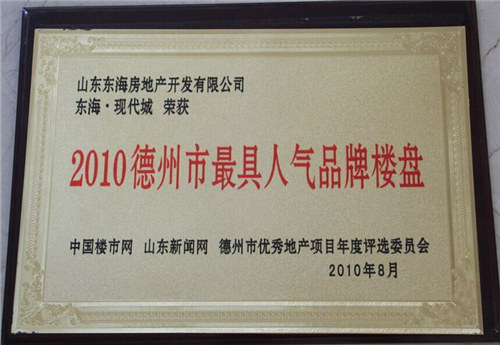 山东东海房地产开发有限公司
东海·现代城 荣获
2010德州市最具人气品牌楼盘
中国楼市网 山东新闻网 德州市优秀地产项目年度评选委员会
2010年8月